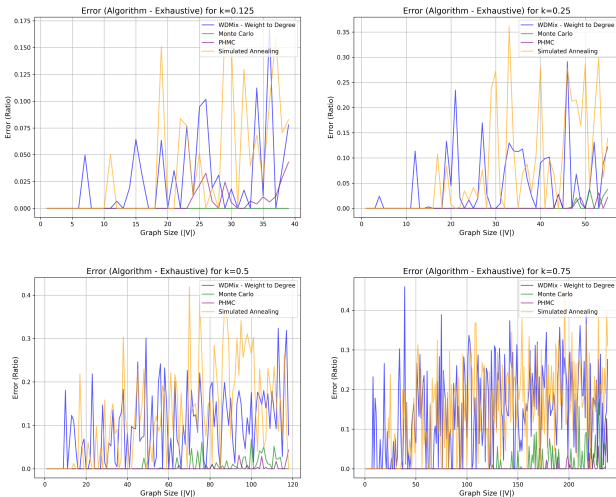 Error (Algorithm - Exhaustive) for k=0.125
WDMix - Weight to Degree
Monte Carlo
PHMC
Simulated Annealing
Error (Ratio)
0.175
0.150
0.125
0.100
0.075
0.050
0.025
0.000
0 5 10 15 20 25 30 35 40
Graph Size (|V|)
Error (Algorithm - Exhaustive) for k=0.25
WDMix - Weight to Degree
Monte Carlo
PHMC
Simulated Annealing
Error (Ratio)
0.35
0.30
0.25
0.20
0.15
0.10
0.05
0.00
0 10 20 30 40 50
Graph Size (|V|)
Error (Algorithm - Exhaustive) for k=0.5
WDMix - Weight to Degree
Monte Carlo
PHMC
Simulated Annealing
Error (Ratio)
0.4
0.3
0.2
0.1
0.0
0 20 40 60 80 100 120
Graph Size (|V|)
Error (Algorithm - Exhaustive) for k=0.75
WDMix - Weight to Degree
Monte Carlo
PHMC
Simulated Annealing
Error (Ratio)
0.4
0.3
0.2
0.1
0.0
0 50 100 150 200
Graph Size (|V|)